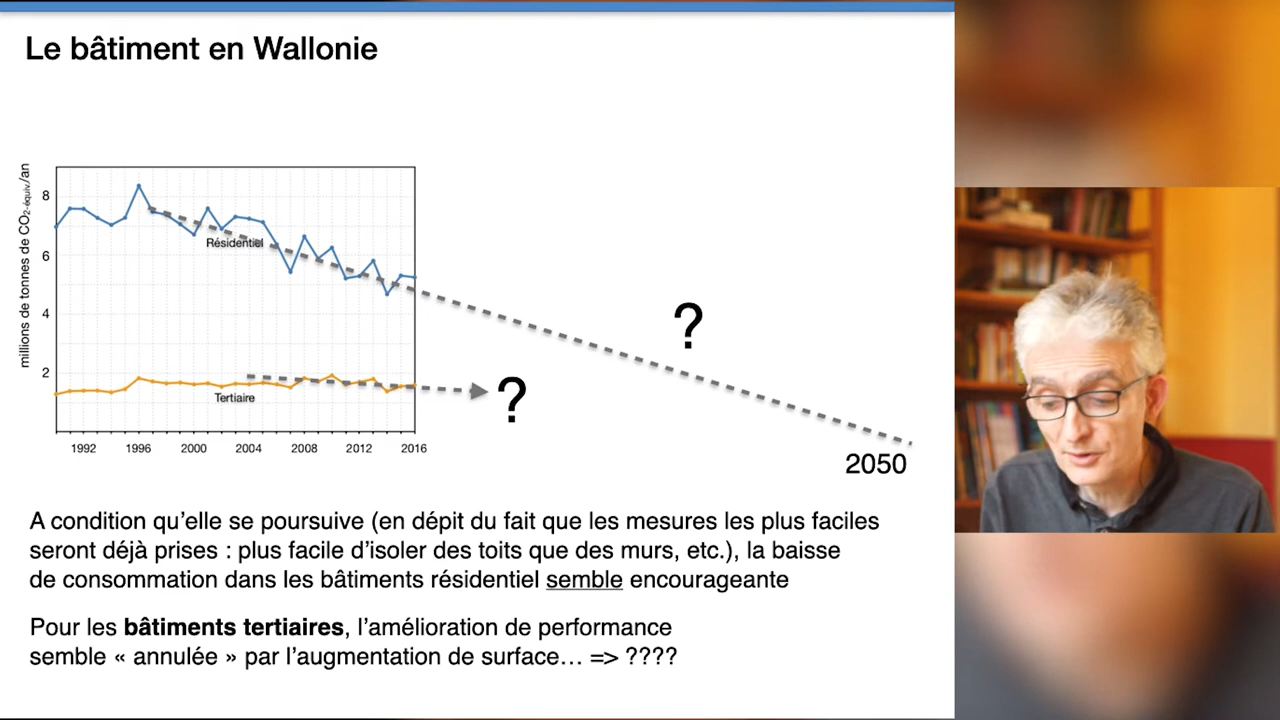 Le bâtiment en Wallonie
millions de tonnes de CO2-équiv/an
8
6
4
2
Résidentiel
Tertiaire
1992 1996 2000 2004 2008 2012 2016
?
?
2050
A condition qu’elle se poursuive (en dépit du fait que les mesures les plus faciles
seront déjà prises : plus facile d’isoler des toits que des murs, etc.), la baisse
de consommation dans les bâtiments résidentiel semble encourageante
Pour les bâtiments tertiaires, l’amélioration de performance
semble « annulée » par l’augmentation de surface… => ????